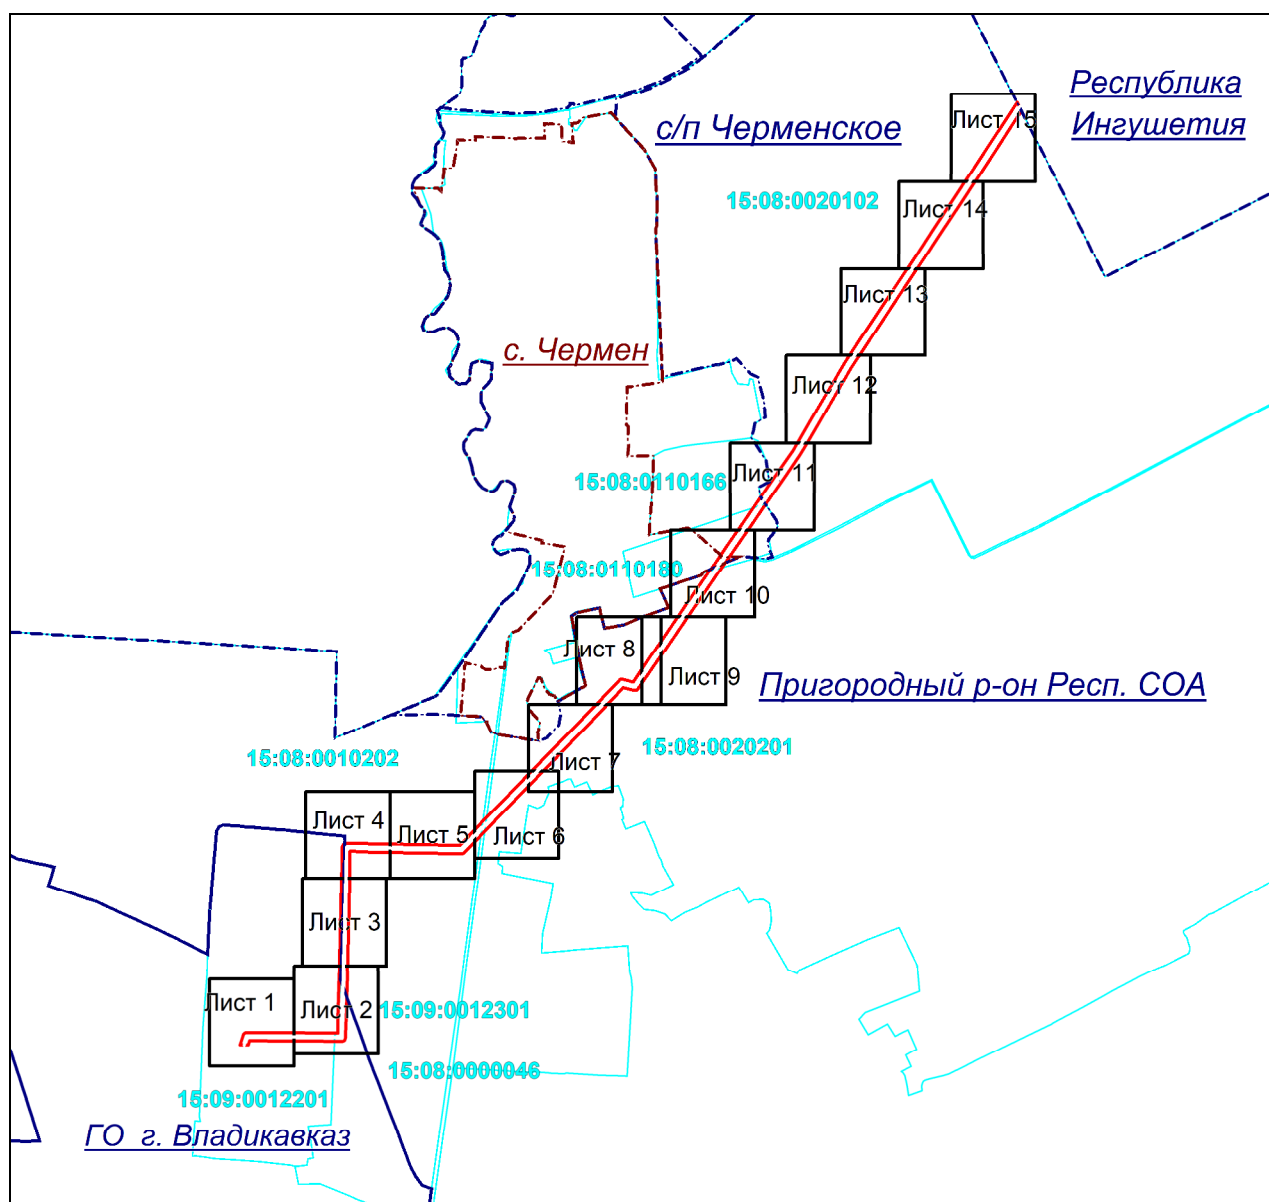 Республика
Ингушетия
Лист 15
с/п Черменское
15:08:0020102
Лист 14
Лист 13
с. Чермен
Лист 12
Лист 11
15:08:0110166
15:08:0110180
Лист 10
Лист 8
Лист 9
Пригородный р-он Респ. СОА
15:08:0020201
15:08:0010202
Лист 7
Лист 4
Лист 5
Лист 6
Лист 3
Лист 1
Лист 2
15:09:0012301
15:08:0000046
15:09:0012201
ГО г. Владикавказ